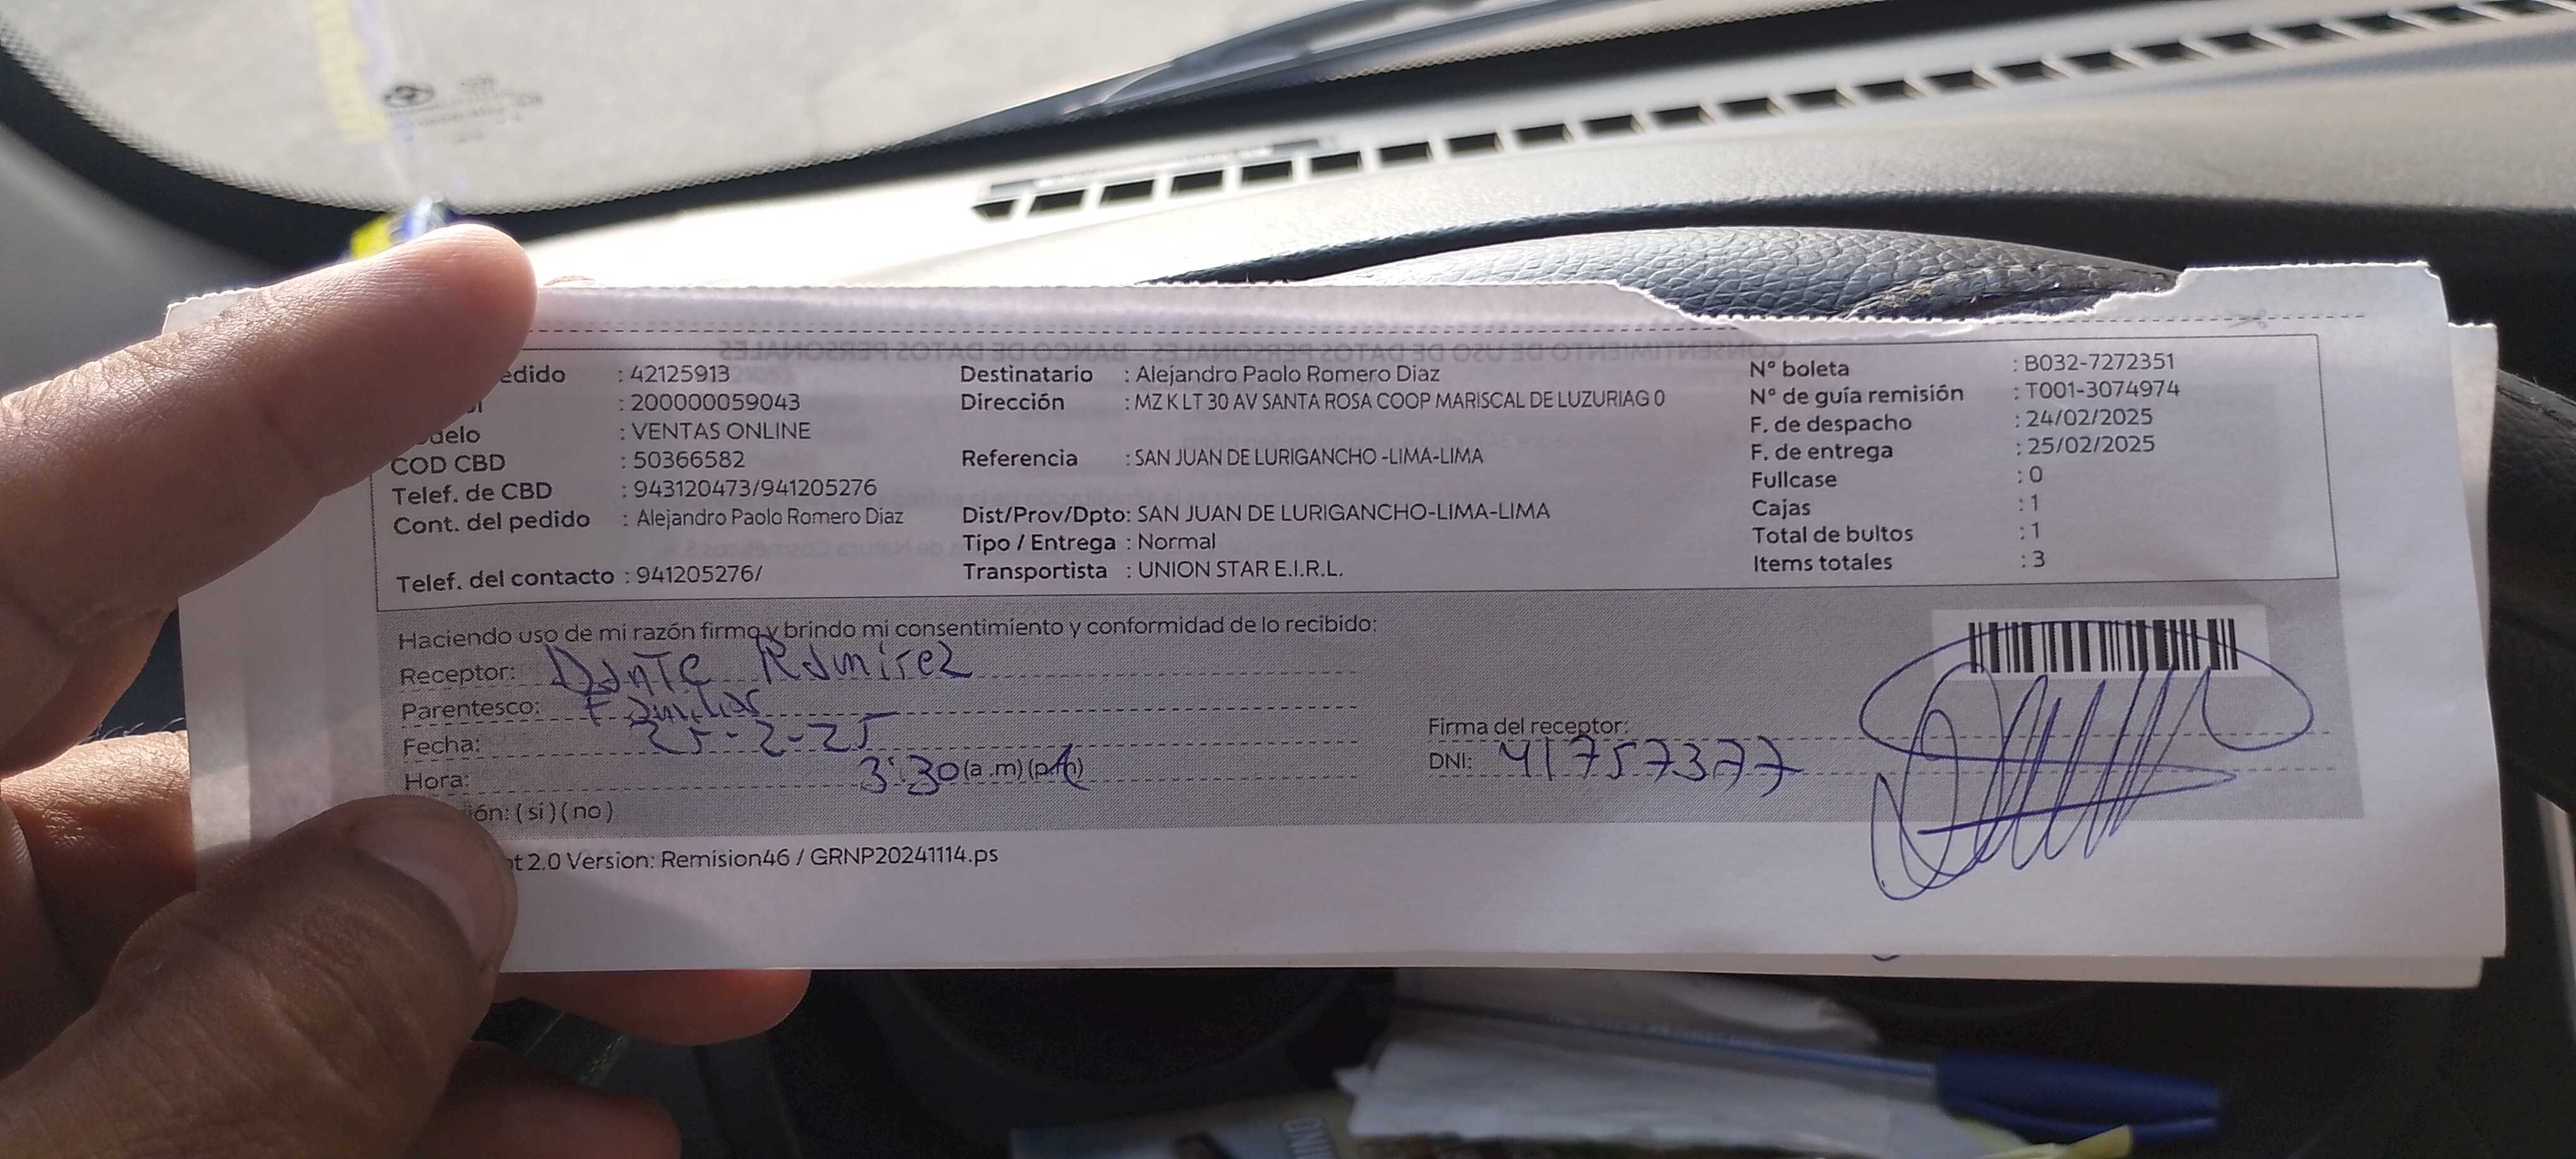 edido : 42125913
: 200000059043
delo : VENTAS ONLINE
COD CBD : 50366582
Telef. de CBD : 943120473/941205276
Cont. del pedido : Alejandro Paolo Romero Diaz
Telef. del contacto : 941205276/
Destinatario : Alejandro Paolo Romero Diaz
Dirección : MZ K LT 30 AV SANTA ROSA COOP MARISCAL DE LUZURIAG 0
Referencia : SAN JUAN DE LURIGANCHO -LIMA-LIMA
Dist/Prov/Dpto: SAN JUAN DE LURIGANCHO-LIMA-LIMA
Tipo / Entrega : Normal
Transportista : UNION STAR E.I.R.L.
N° boleta : B032-7272351
N° de guía remisión : T001-3074974
F. de despacho : 24/02/2025
F. de entrega : 25/02/2025
Fullcase : 0
Cajas : 1
Total de bultos : 1
Items totales : 3
Haciendo uso de mi razón firmo y brindo mi consentimiento y conformidad de lo recibido:
Receptor: Dante Ramirez
Parentesco: Familiar
Fecha: 25-2-25
Hora: 3:30 (a .m) (p.m)
ión: ( si ) ( no )
Firma del receptor:
DNI: 41757377
t 2.0 Version: Remision46 / GRNP20241114.ps